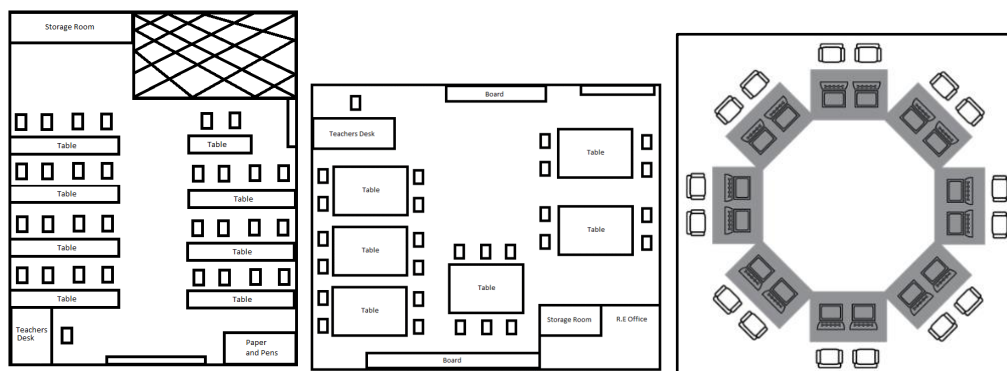 Storage Room
Table
Table
Table
Table
Table
Table
Table
Table
Teachers
Desk
Paper
and Pens
Board
Teachers Desk
Table
Table
Table
Table
Table
Table
Storage Room
R.E Office
Board